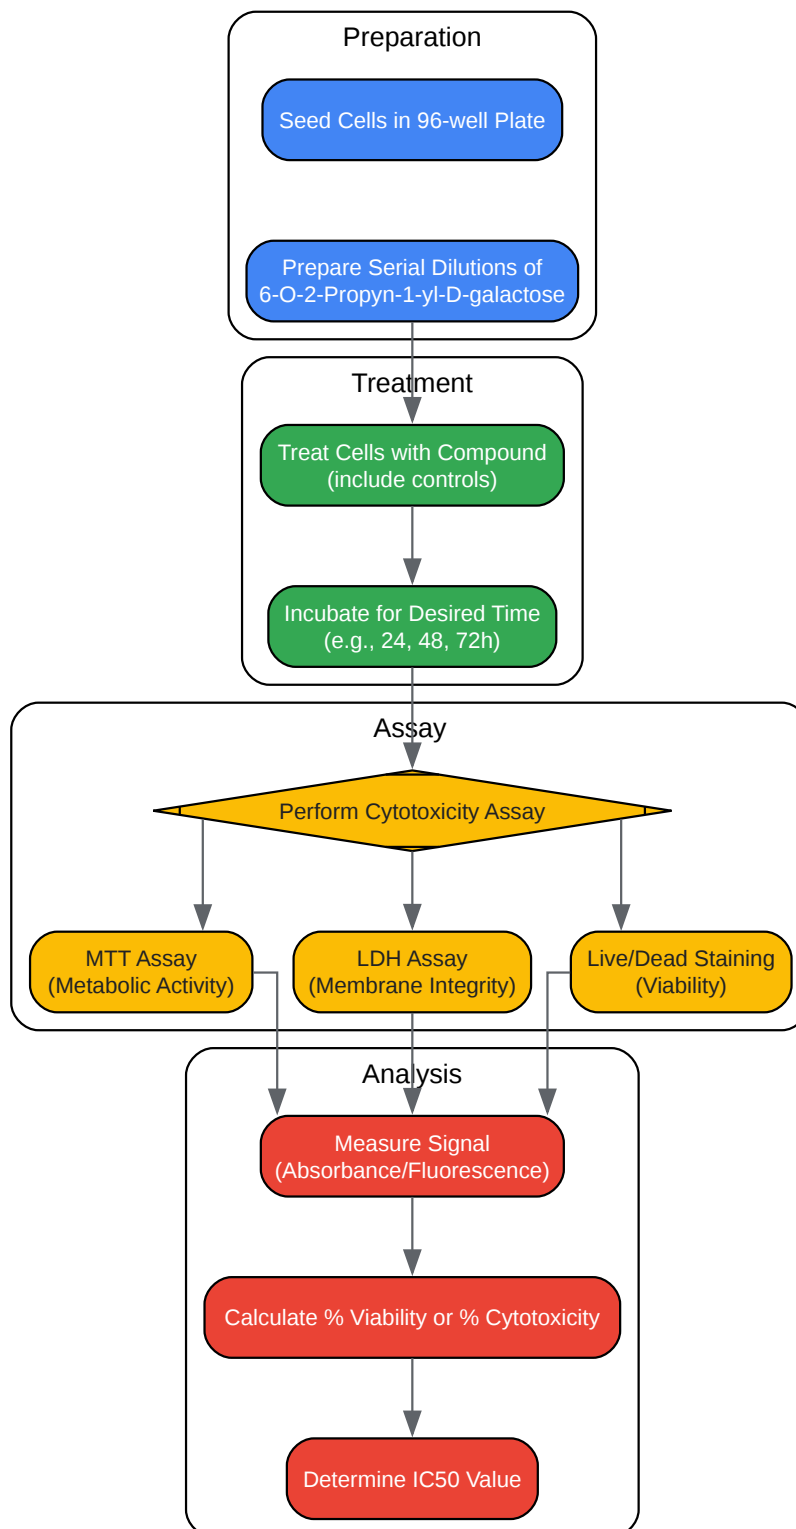 Preparation
Seed Cells in 96-well Plate
Prepare Serial Dilutions of
6-O-2-Propyn-1-yl-D-galactose
Treatment
Treat Cells with Compound
(include controls)
Incubate for Desired Time
(e.g., 24, 48, 72h)
Assay
Perform Cytotoxicity Assay
MTT Assay
(Metabolic Activity)
LDH Assay
(Membrane Integrity)
Live/Dead Staining
(Viability)
Analysis
Measure Signal
(Absorbance/Fluorescence)
Calculate % Viability or % Cytotoxicity
Determine IC50 Value